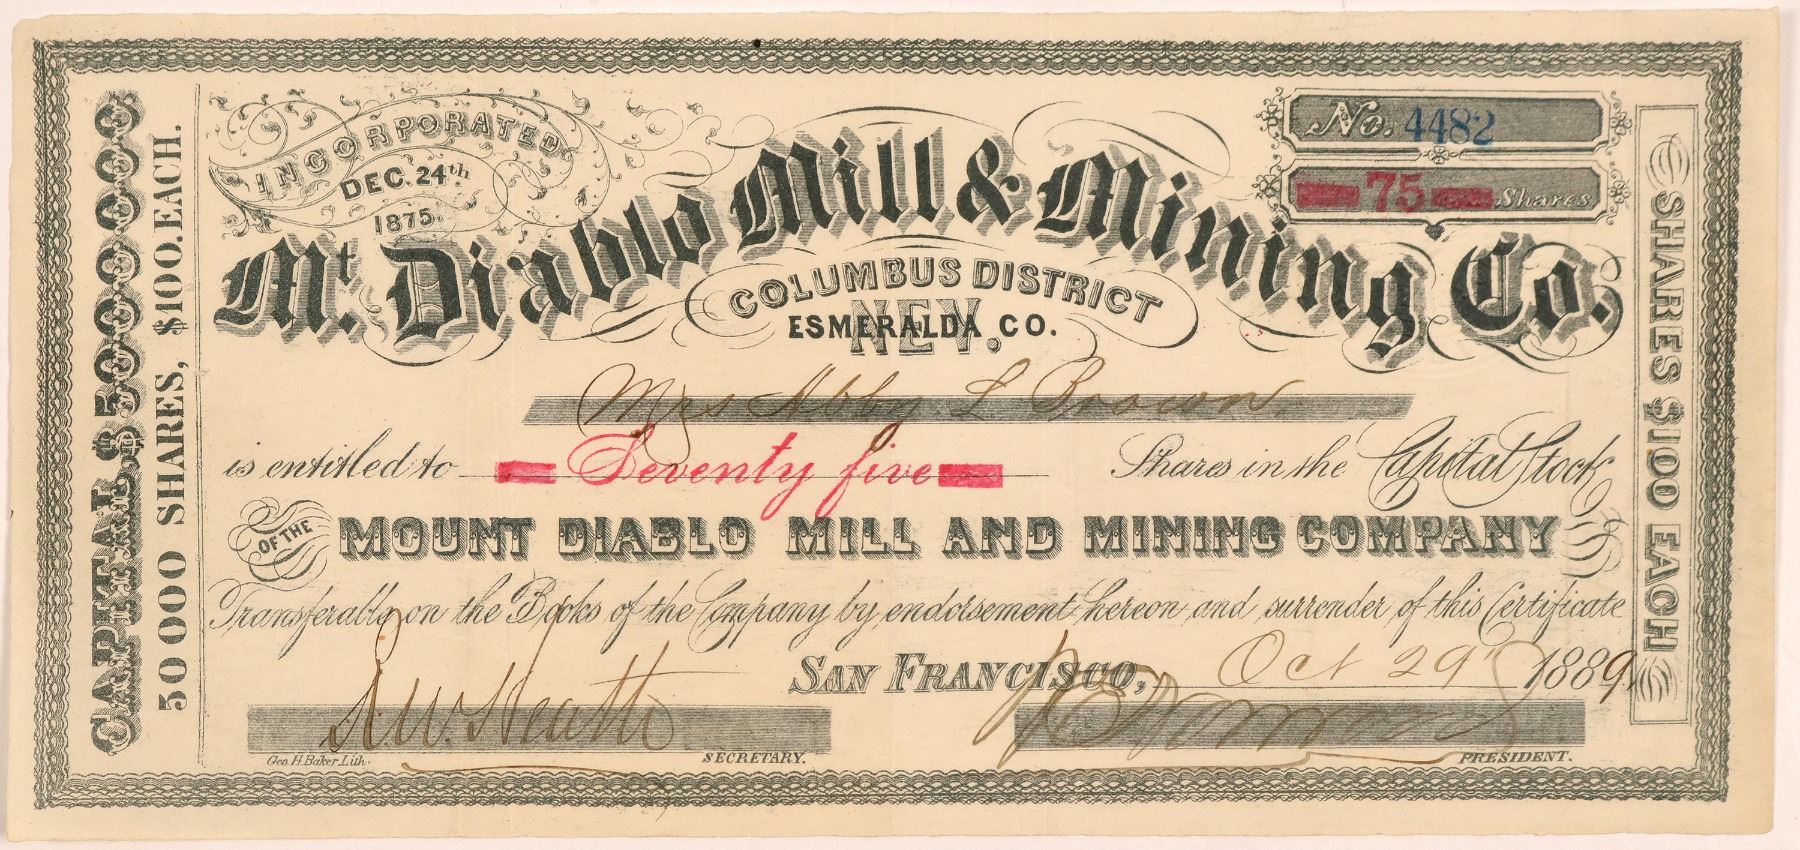 CAPITAL $5000000
50000 SHARES, $100. EACH.
INCORPORATED
DEC. 24th
1875.
No. 4482
75 Shares
Mt. Diablo Mill & Mining Co.
COLUMBUS DISTRICT
NEV.
ESMERALDA CO.
Mrs Abby L Brown
is entitled to Seventy five Shares in the Capital Stock
OF THE MOUNT DIABLO MILL AND MINING COMPANY
Transferable on the Books of the Company by endorsement hereon and surrender of this Certificate
SAN FRANCISCO, Oct 29 1889
Heath
Geo. H. Baker Lith.
SECRETARY.
PRESIDENT.
SHARES $100 EACH